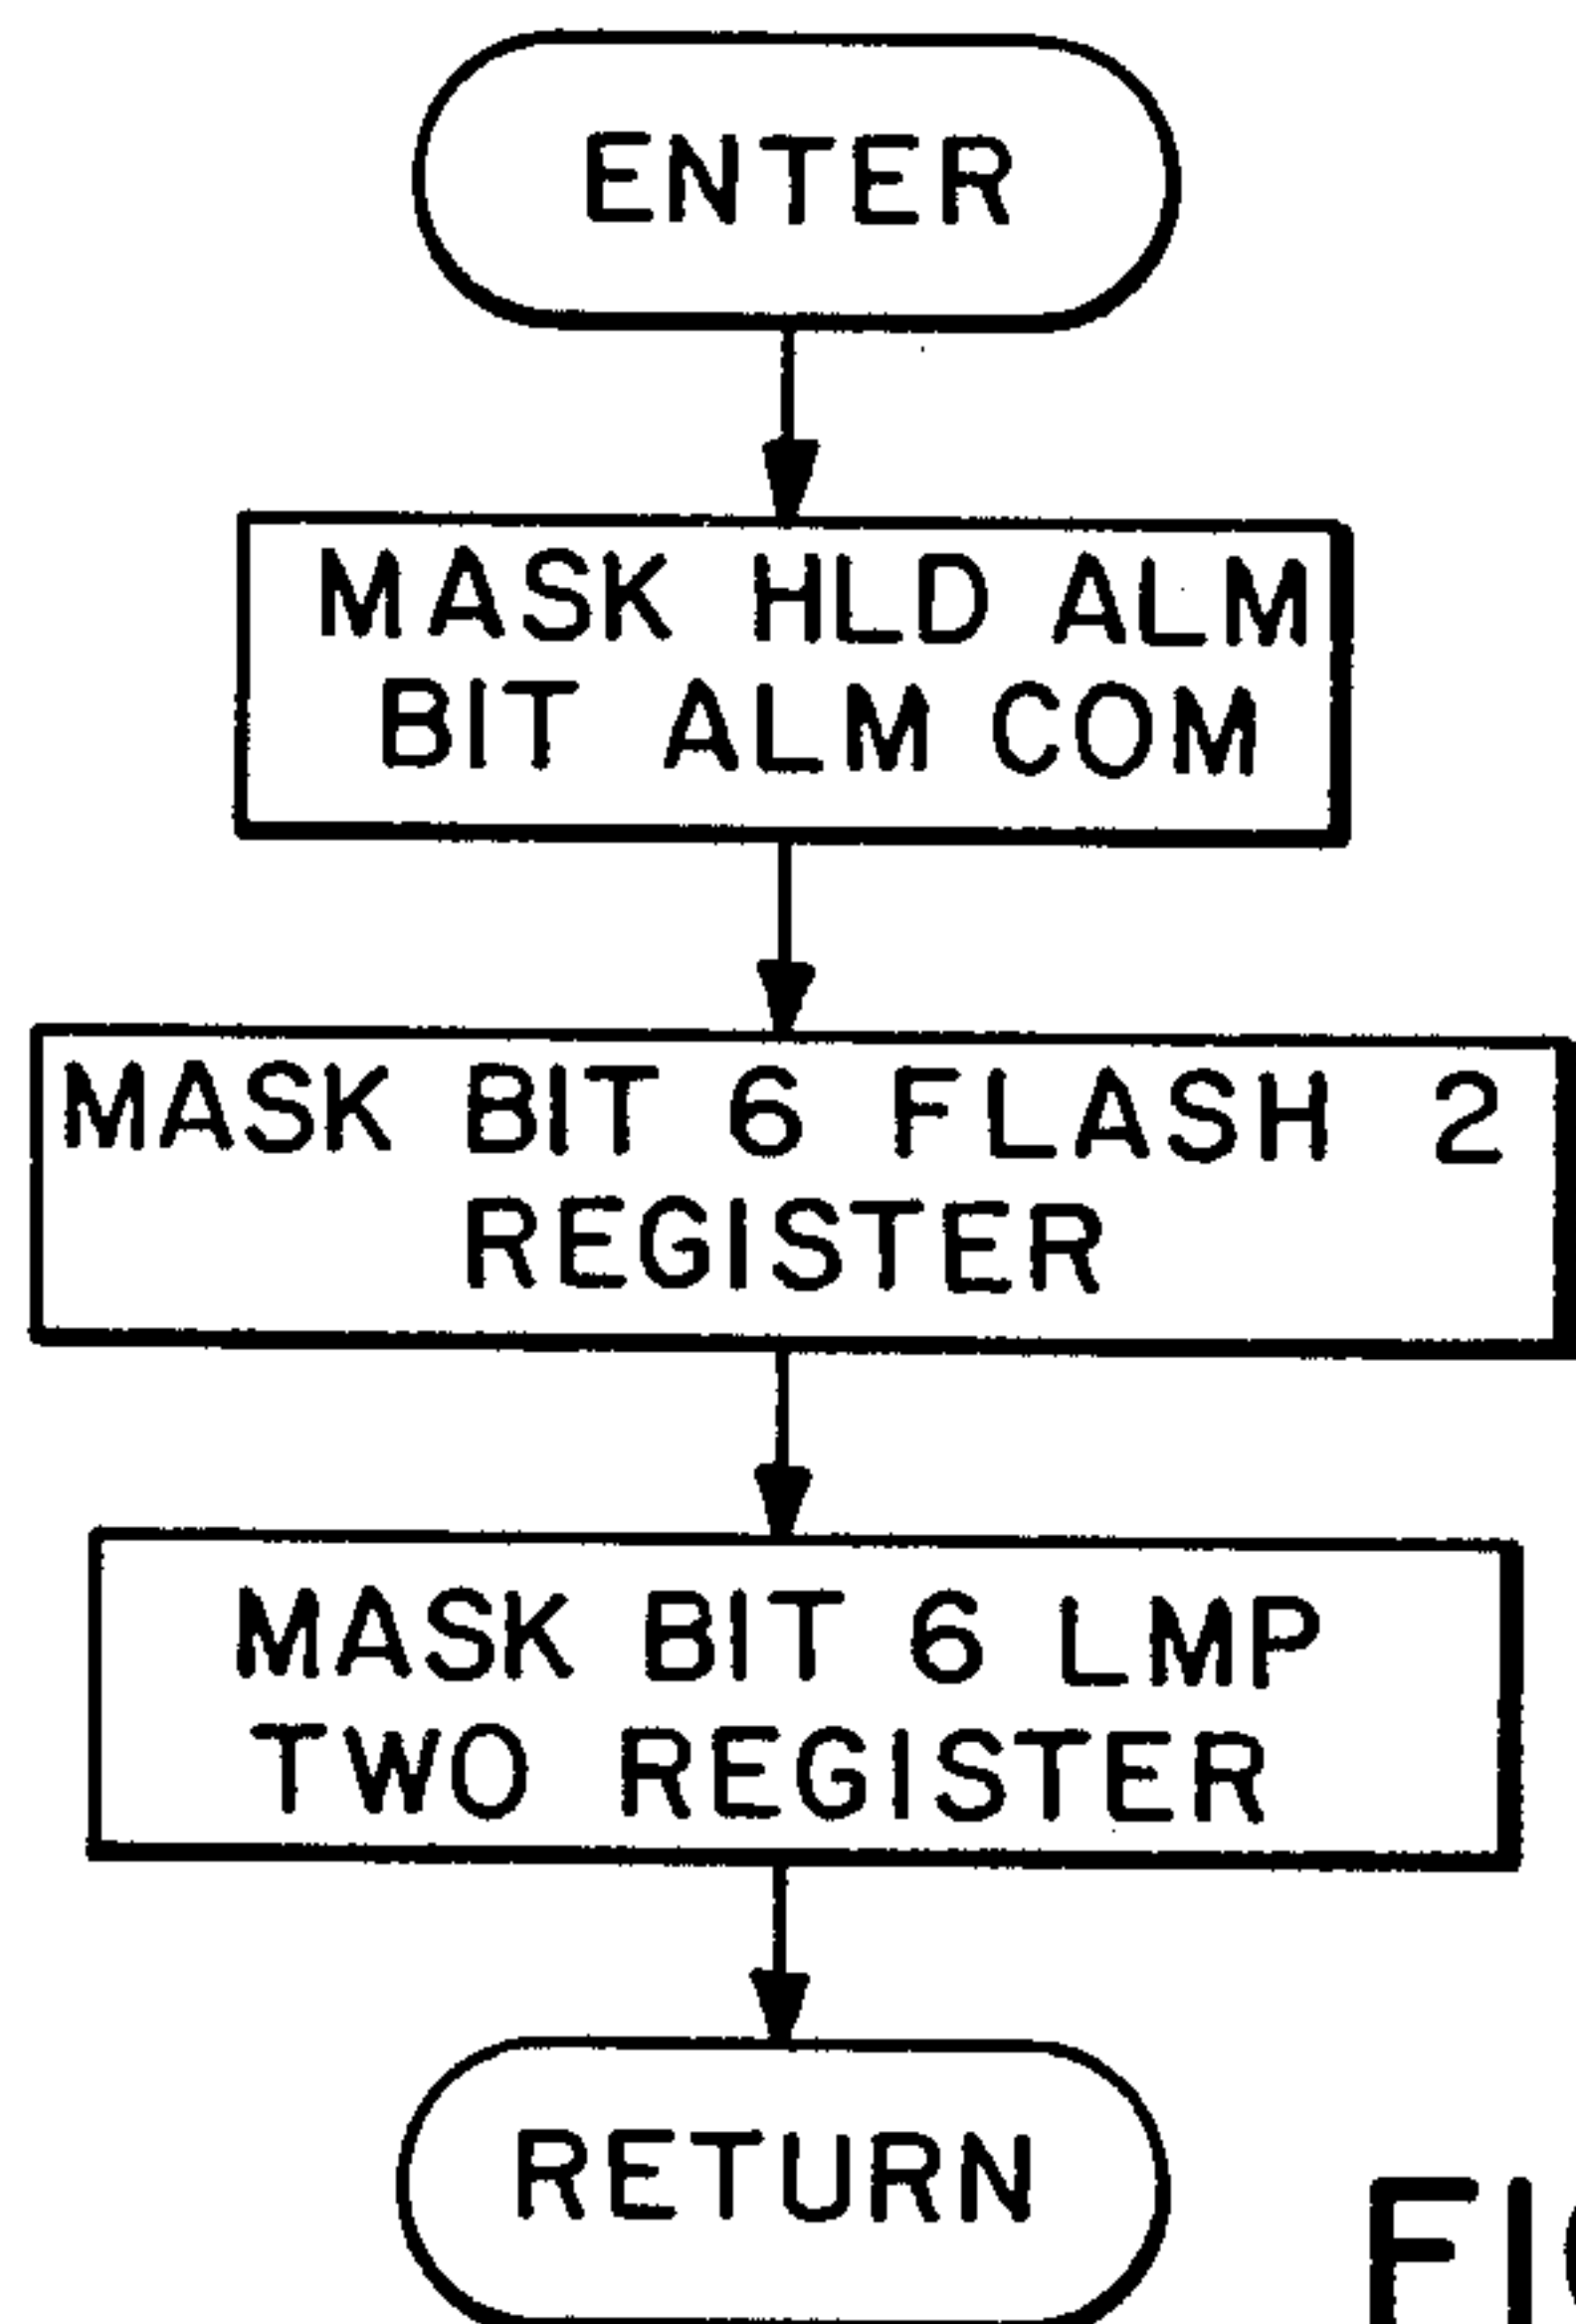 ENTER
MASK HLD ALM
BIT ALM COM
MASK BIT 6 FLASH 2
REGISTER
MASK BIT 6 LMP
TWO REGISTER
RETURN